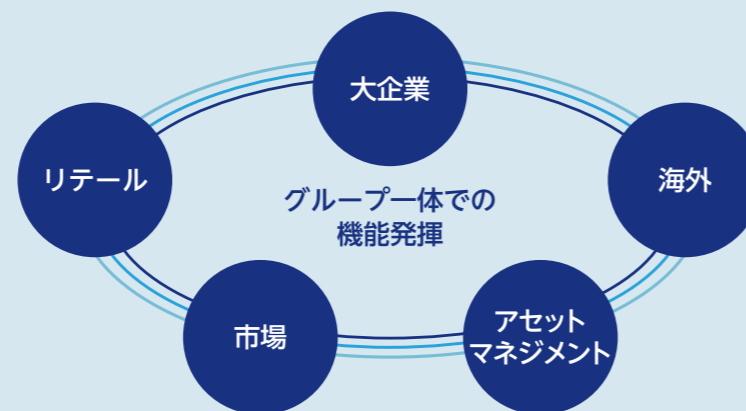 大企業
リテール
海外
グループ一体での
機能発揮
市場
アセット
マネジメント